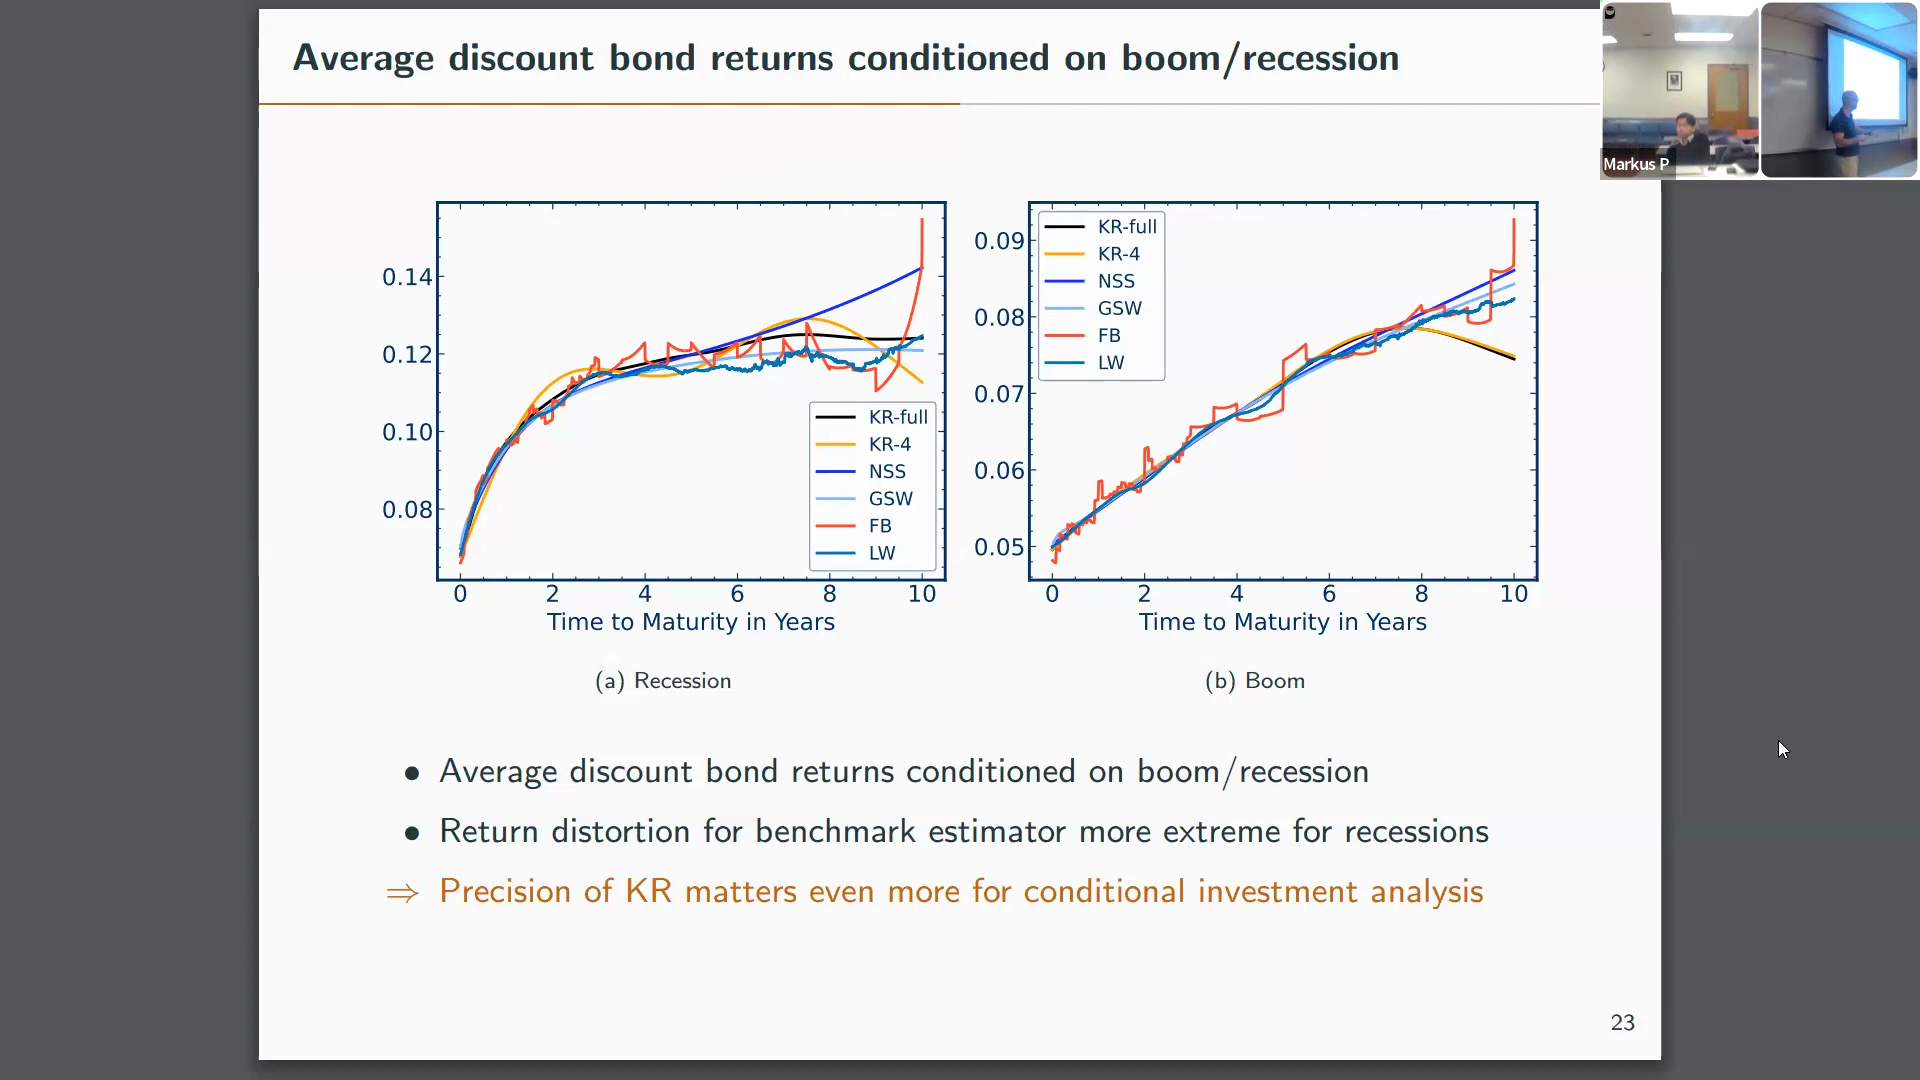 Average discount bond returns conditioned on boom/recession
Markus P
0.14
0.12
0.10
0.08
KR-full
KR-4
NSS
GSW
FB
LW
0 2 4 6 8 10
Time to Maturity in Years
(a) Recession
0.09
0.08
0.07
0.06
0.05
KR-full
KR-4
NSS
GSW
FB
LW
0 2 4 6 8 10
Time to Maturity in Years
(b) Boom
• Average discount bond returns conditioned on boom/recession
• Return distortion for benchmark estimator more extreme for recessions
⇒ Precision of KR matters even more for conditional investment analysis
23